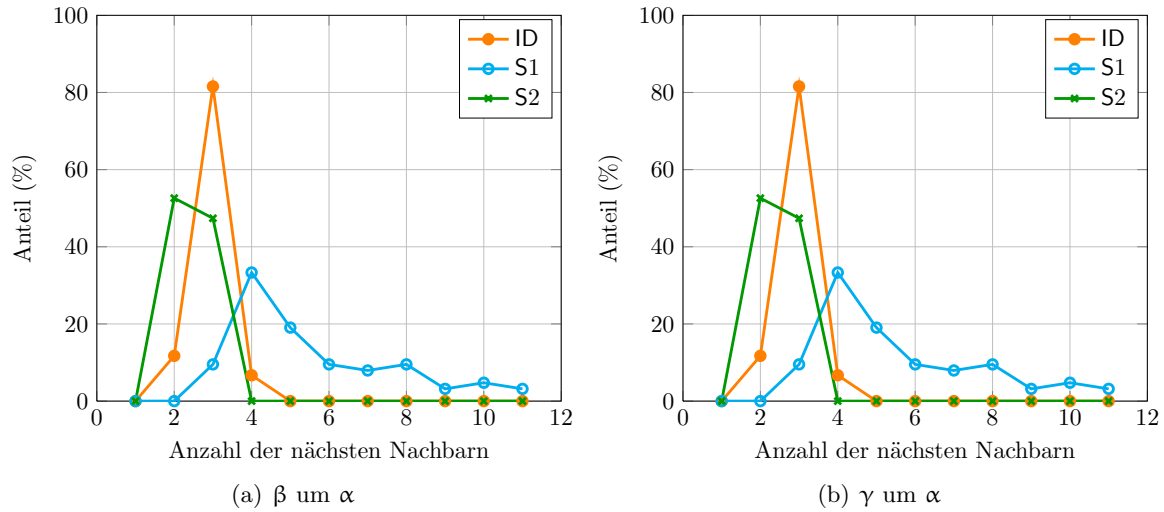 100
80
60
40
20
0
0 2 4 6 8 10 12
Anteil (%)
Anzahl der nächsten Nachbarn
ID
S1
S2
(a) β um α
100
80
60
40
20
0
0 2 4 6 8 10 12
Anteil (%)
Anzahl der nächsten Nachbarn
ID
S1
S2
(b) γ um α